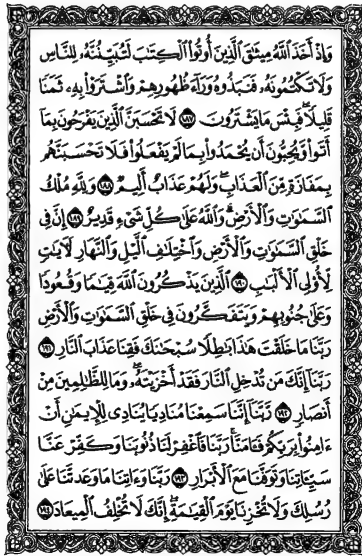 وَإِذْ أَخَذَ ٱللَّهُ مِيثَٰقَ ٱلَّذِينَ أُوتُوا۟ ٱلْكِتَٰبَ لَتُبَيِّنُنَّهُۥ لِلنَّاسِ
وَلَا تَكْتُمُونَهُۥ فَنَبَذُوهُ وَرَآءَ ظُهُورِهِمْ وَٱشْتَرَوْا۟ بِهِۦ ثَمَنًا
قَلِيلًا ۖ فَبِئْسَ مَا يَشْتَرُونَ ١٨٧ لَا تَحْسَبَنَّ ٱلَّذِينَ يَفْرَحُونَ بِمَآ
أَتَوا۟ وَّيُحِبُّونَ أَن يُحْمَدُوا۟ بِمَا لَمْ يَفْعَلُوا۟ فَلَا تَحْسَبَنَّهُم
بِمَفَازَةٍ مِّنَ ٱلْعَذَابِ ۖ وَلَهُمْ عَذَابٌ أَلِيمٌ ١٨٨ وَلِلَّهِ مُلْكُ
ٱلسَّمَٰوَٰتِ وَٱلْأَرْضِ ۗ وَٱللَّهُ عَلَىٰ كُلِّ شَىْءٍ قَدِيرٌ ١٨٩ إِنَّ فِى
خَلْقِ ٱلسَّمَٰوَٰتِ وَٱلْأَرْضِ وَٱخْتِلَٰفِ ٱلَّيْلِ وَٱلنَّهَارِ لَءَايَٰتٍ
لِّأُو۟لِى ٱلْأَلْبَٰبِ ١٩٠ ٱلَّذِينَ يَذْكُرُونَ ٱللَّهَ قِيَٰمًا وَقُعُودًا
وَعَلَىٰ جُنُوبِهِمْ وَيَتَفَكَّرُونَ فِى خَلْقِ ٱلسَّمَٰوَٰتِ وَٱلْأَرْضِ
رَبَّنَا مَا خَلَقْتَ هَٰذَا بَٰطِلًا سُبْحَٰنَكَ فَقِنَا عَذَابَ ٱلنَّارِ ١٩١
رَبَّنَآ إِنَّكَ مَن تُدْخِلِ ٱلنَّارَ فَقَدْ أَخْزَيْتَهُۥ ۖ وَمَا لِلظَّٰلِمِينَ مِنْ
أَنصَارٍ ١٩٢ رَّبَّنَآ إِنَّنَا سَمِعْنَا مُنَادِيًا يُنَادِى لِلْإِيمَٰنِ أَنْ
ءَامِنُوا۟ بِرَبِّكُمْ فَـَٔامَنَّا ۚ رَبَّنَا فَٱغْفِرْ لَنَا ذُنُوبَنَا وَكَفِّرْ عَنَّا
سَيِّـَٔاتِنَا وَتَوَفَّنَا مَعَ ٱلْأَبْرَارِ ١٩٣ رَبَّنَا وَءَاتِنَا مَا وَعَدتَّنَا عَلَىٰ
رُسُلِكَ وَلَا تُخْزِنَا يَوْمَ ٱلْقِيَٰمَةِ ۗ إِنَّكَ لَا تُخْلِفُ ٱلْمِيعَادَ ١٩٤